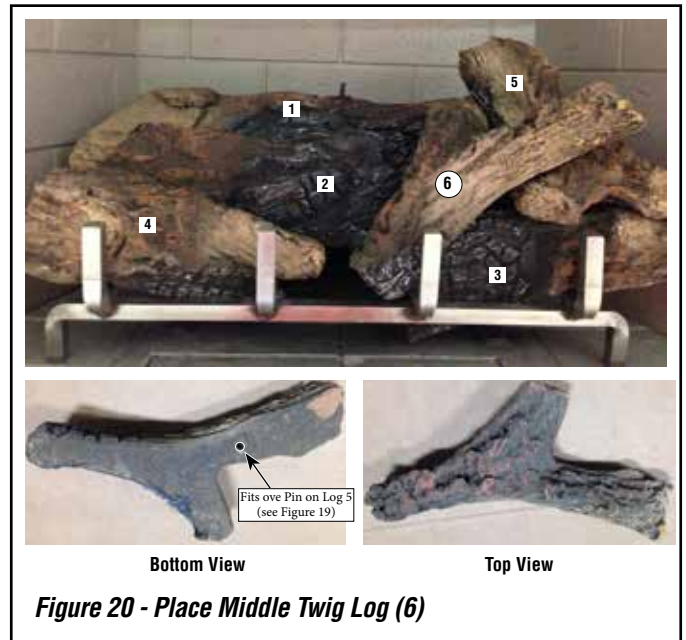 1
5
2
6
4
3
Fits ove Pin on Log 5
(see Figure 19)
Bottom View
Top View
Figure 20 - Place Middle Twig Log (6)